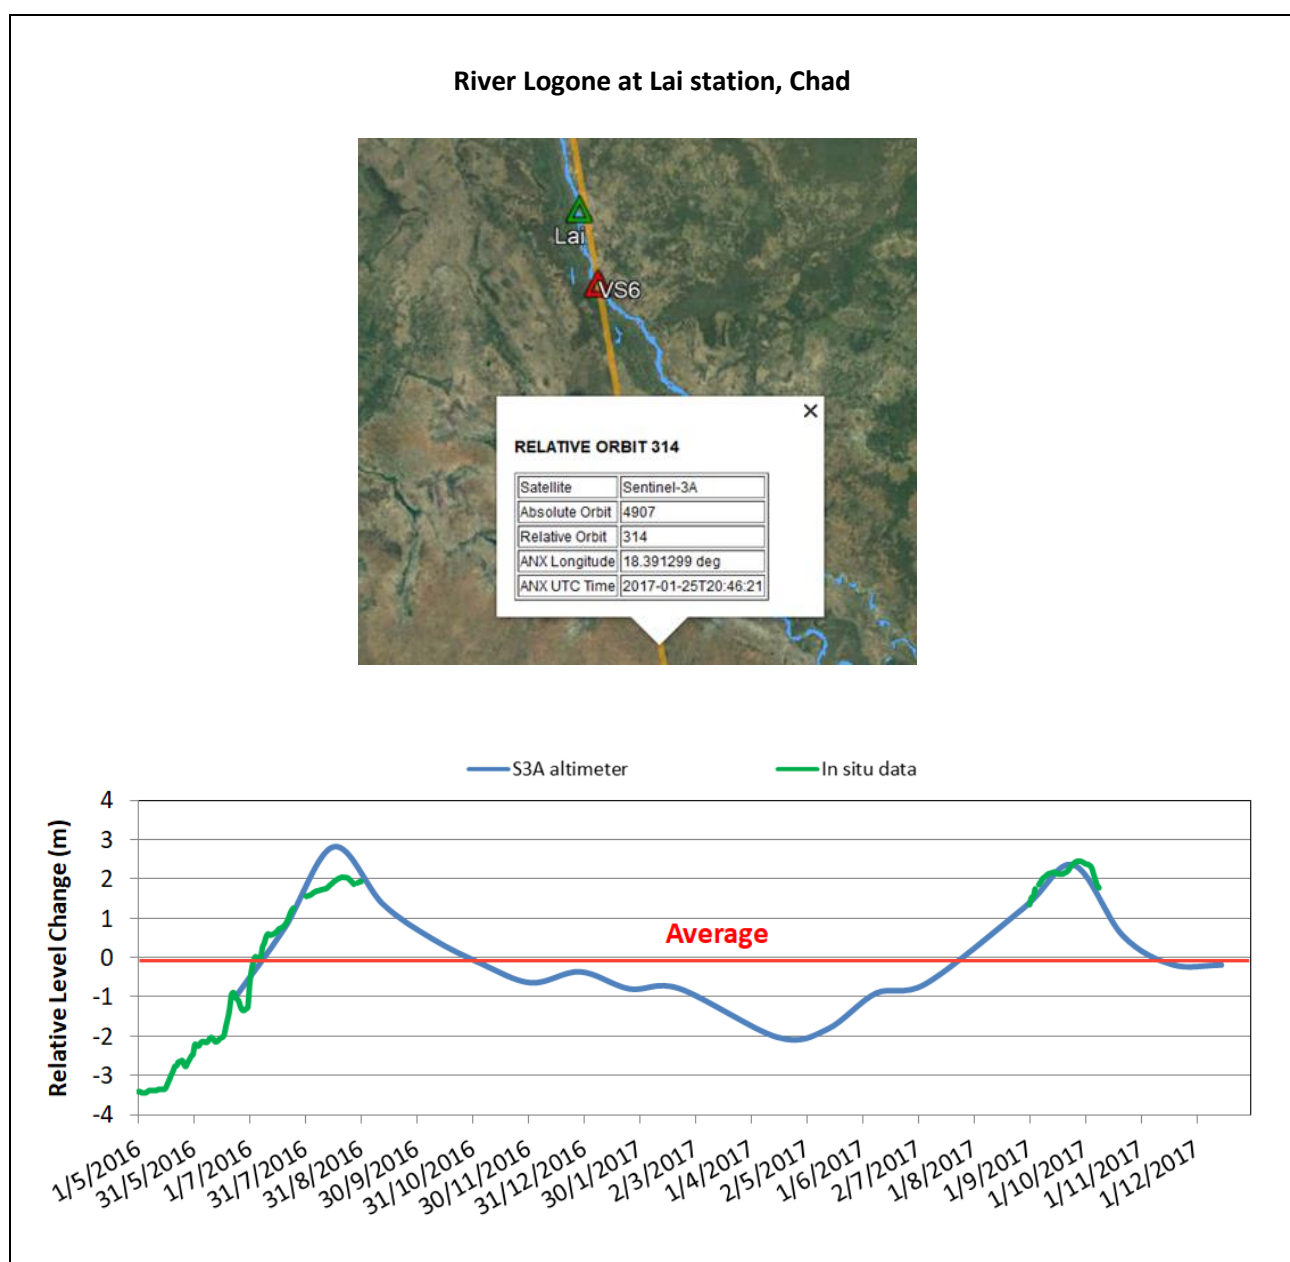 River Logone at Lai station, Chad
Lai
VS6
RELATIVE ORBIT 314
Satellite Sentinel-3A
Absolute Orbit 4907
Relative Orbit 314
ANX Longitude 18.391299 deg
ANX UTC Time 2017-01-25T20:46:21
S3A altimeter In situ data
Relative Level Change (m)
4
3
2
1
0
-1
-2
-3
-4
Average
1/5/2016
31/5/2016
1/7/2016
31/7/2016
31/8/2016
30/9/2016
31/10/2016
30/11/2016
31/12/2016
30/1/2017
2/3/2017
1/4/2017
2/5/2017
1/6/2017
2/7/2017
1/8/2017
1/9/2017
1/10/2017
1/11/2017
1/12/2017